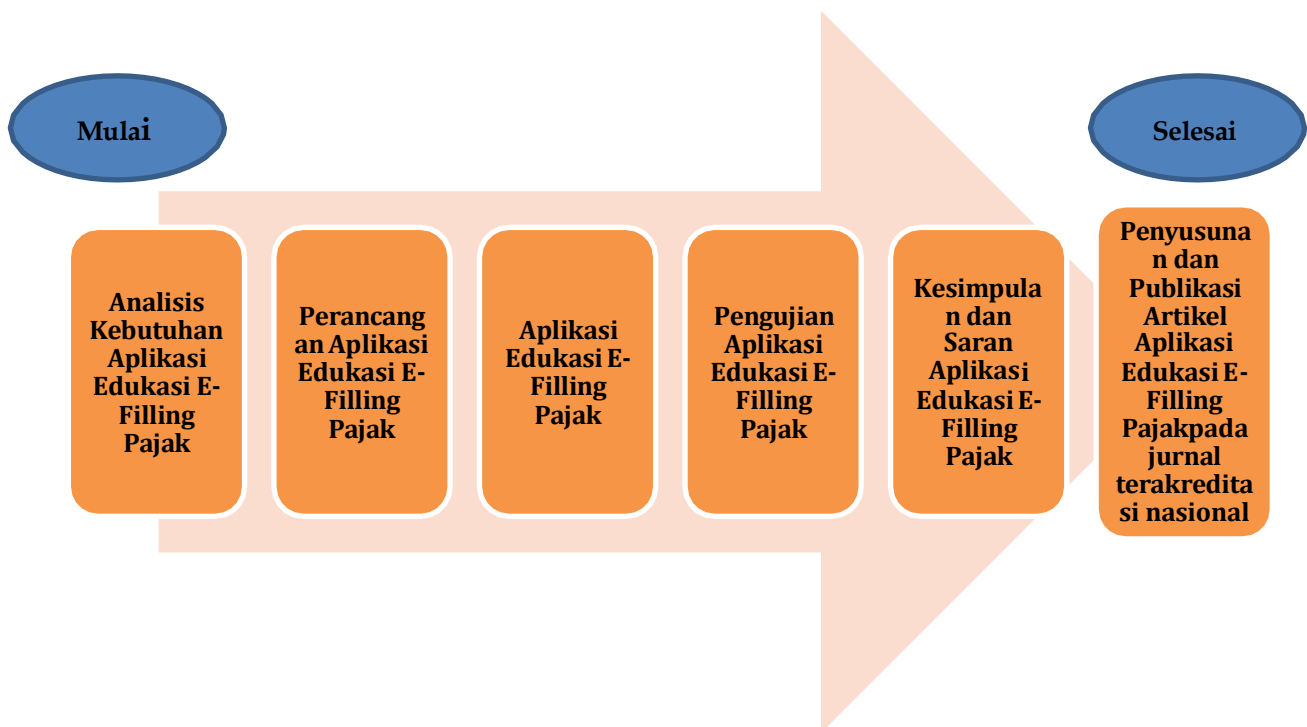 Mulai
Selesai
Analisis
Kebutuhan
Aplikasi
Edukasi E-
Filling
Pajak
Perancang
an Aplikasi
Edukasi E-
Filling
Pajak
Aplikasi
Edukasi E-
Filling
Pajak
Pengujian
Aplikasi
Edukasi E-
Filling
Pajak
Kesimpula
n dan
Saran
Aplikasi
Edukasi E-
Filling
Pajak
Penyusuna
n dan
Publikasi
Artikel
Aplikasi
Edukasi E-
Filling
Pajakpada
jurnal
terakredita
si nasional